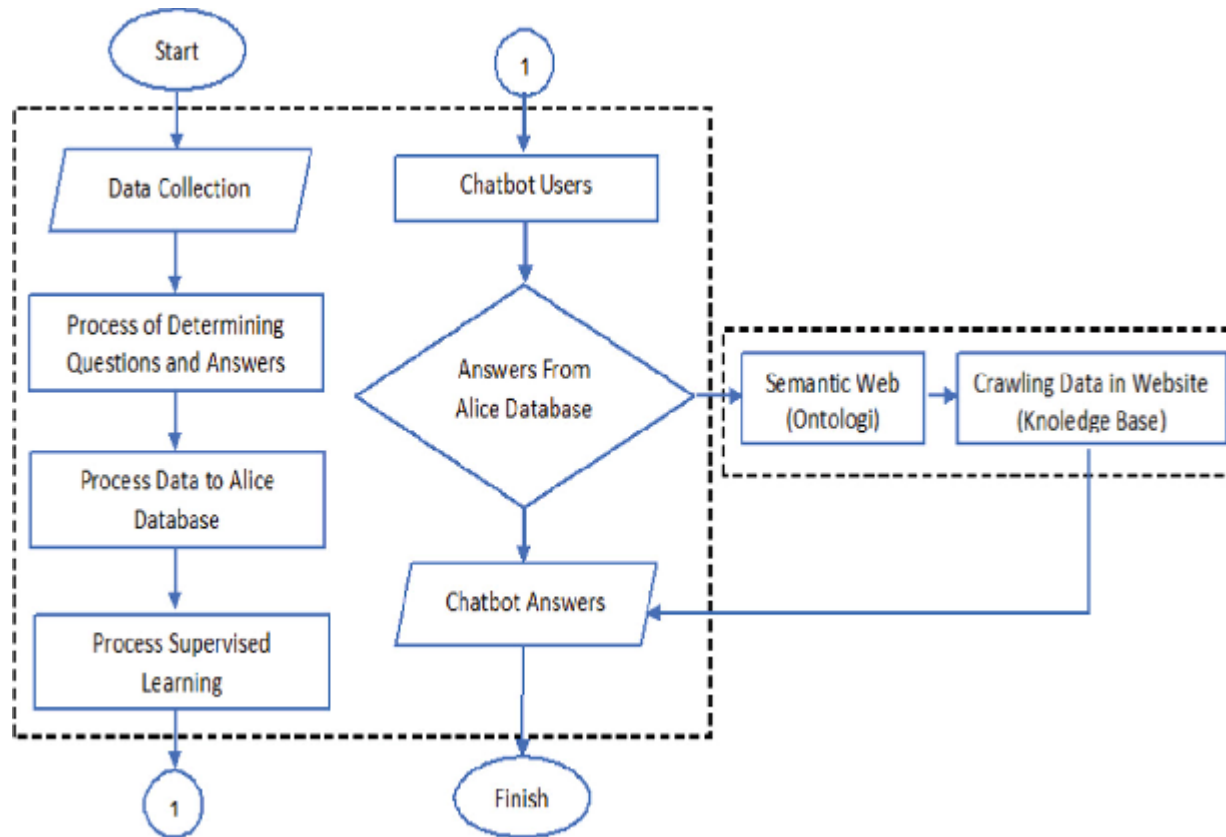 Start
Data Collection
Process of Determining
Questions and Answers
Process Data to Alice
Database
Process Supervised
Learning
1
1
Chatbot Users
Answers From
Alice Database
Semantic Web
(Ontologi)
Crawling Data in Website
(Knoledge Base)
Chatbot Answers
Finish